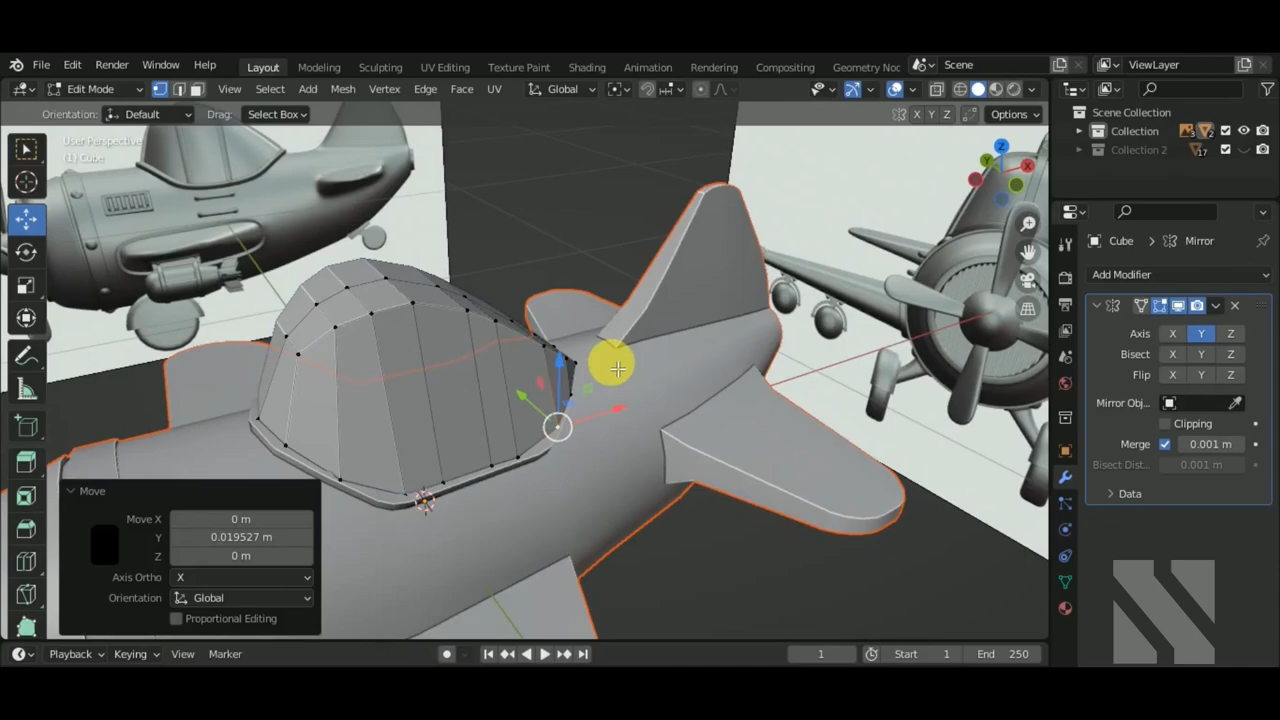 File Edit Render Window Help Layout Modeling Sculpting UV Editing Texture Paint Shading Animation Rendering Compositing Geometry Noc Scene ViewLayer
Edit Mode View Select Add Mesh Vertex Edge Face UV Global
Orientation: Default Drag: Select Box X Y Z Options
Scene Collection
Collection 3 2
Collection 2 17
User Perspective
(1) Cube
Z
Y
X
Cube > Mirror
Add Modifier
Axis X Y Z
Bisect X Y Z
Flip X Y Z
Mirror Obj...
Clipping
Merge 0.001 m
Bisect Dist... 0.001 m
Data
Move
Move X 0 m
Y 0.019527 m
Z 0 m
Axis Ortho X
Orientation Global
Proportional Editing
Playback Keying View Marker 1 Start 1 End 250